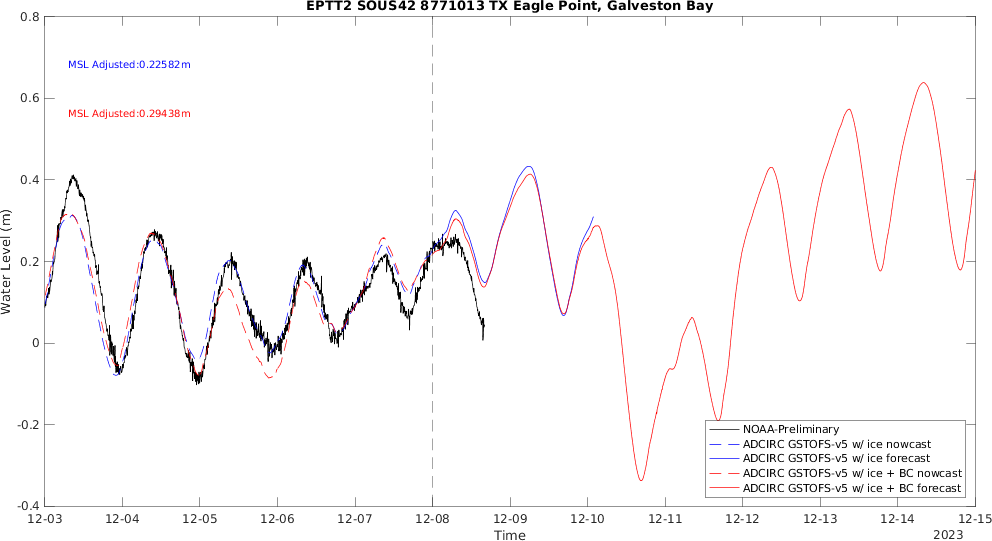 EPTT2 SOUS42 8771013 TX Eagle Point, Galveston Bay
MSL Adjusted:0.22582m
MSL Adjusted:0.29438m
Water Level (m)
0.8
0.6
0.4
0.2
0
-0.2
-0.4
NOAA-Preliminary
ADCIRC GSTOFS-v5 w/ ice nowcast
ADCIRC GSTOFS-v5 w/ ice forecast
ADCIRC GSTOFS-v5 w/ ice + BC nowcast
ADCIRC GSTOFS-v5 w/ ice + BC forecast
12-03 12-04 12-05 12-06 12-07 12-08 12-09 12-10 12-11 12-12 12-13 12-14 12-15
Time
2023